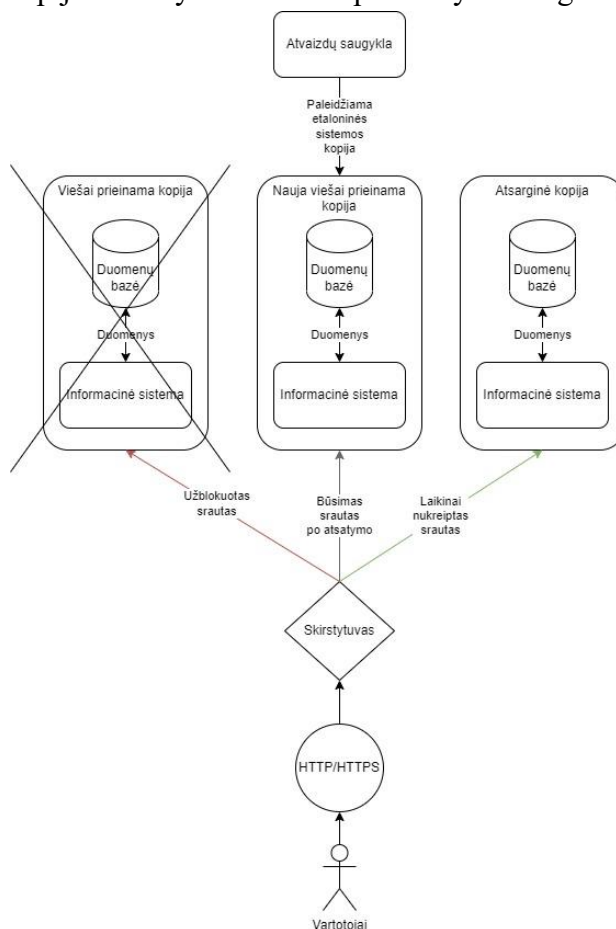 Atvaizdų saugykla
Paleidžiama
etaloninės
sistemos
kopija
Viešai prieinama kopija
Nauja viešai prieinama
kopija
Atsarginė kopija
Duomenų
bazė
Duomenų
bazė
Duomenų
bazė
Duomenys
Duomenys
Duomenys
Informacinė sistema
Informacinė sistema
Informacinė sistema
Užblokuotas
srautas
Būsimas
srautas
po atsatymo
Laikinai
nukreiptas
srautas
Skirstytuvas
HTTP/HTTPS
Vartotojai